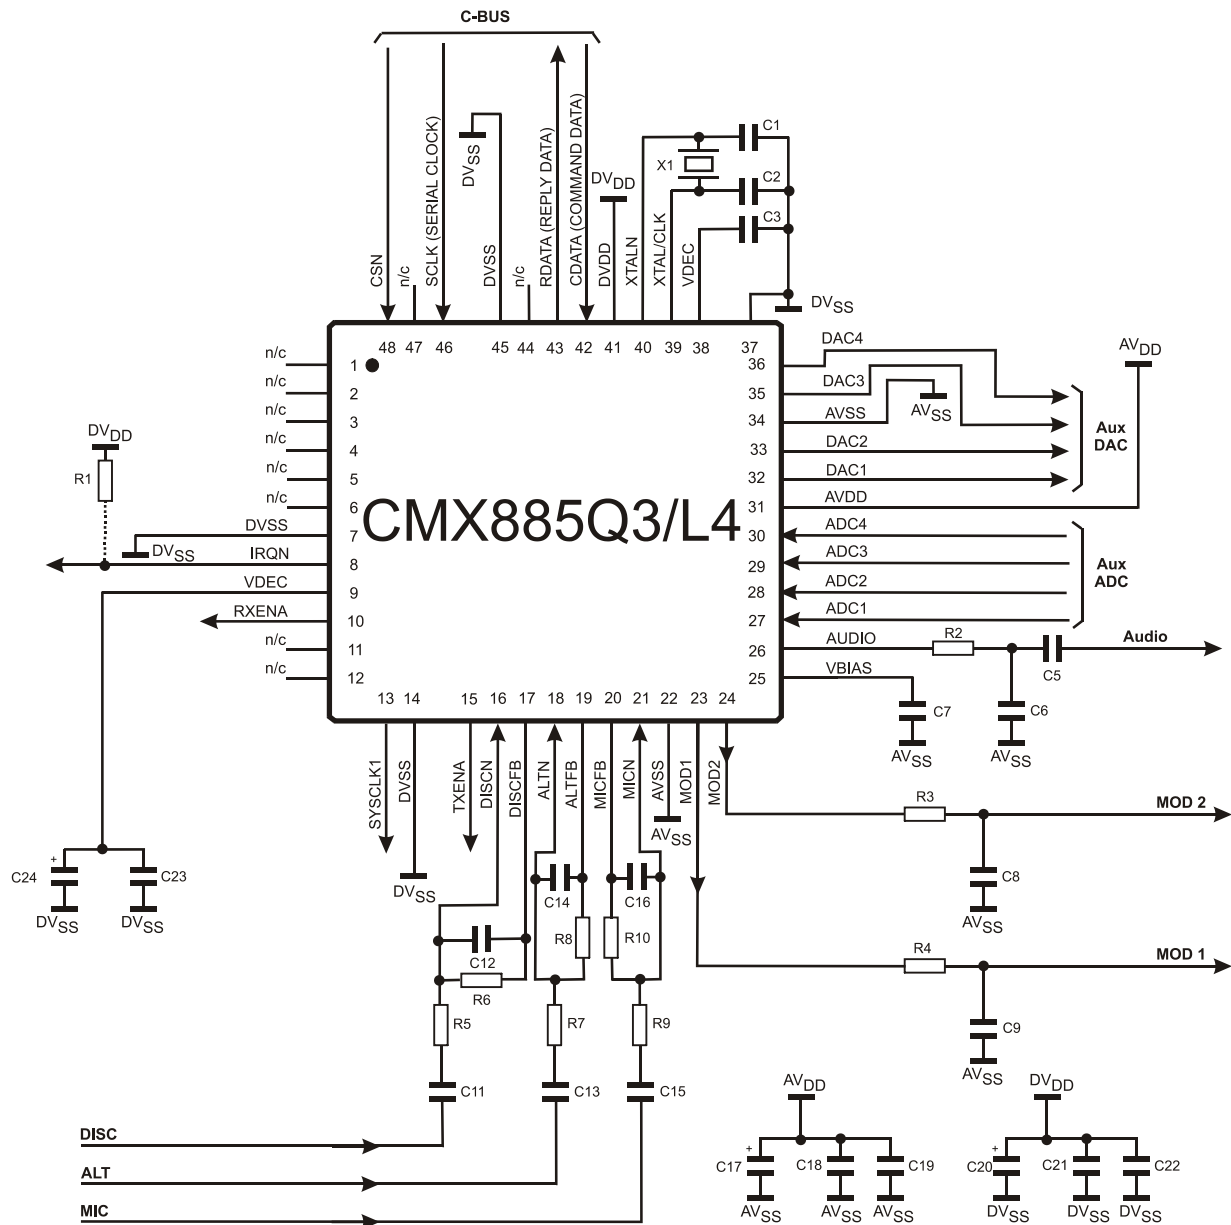 C-BUS
CSN
n/c
SCLK (SERIAL CLOCK)
DVSS
DVSS
n/c
RDATA (REPLY DATA)
CDATA (COMMAND DATA)
DVDD
DVDD
XTALN
XTAL/CLK
VDEC
X1
C1
C2
C3
DVSS
48 47 46 45 44 43 42 41 40 39 38 37
n/c 1
n/c 2
n/c 3
n/c 4
n/c 5
n/c 6
DVSS 7
IRQN 8
VDEC 9
RXENA 10
n/c 11
n/c 12
DVDD
R1
DVSS
CMX885Q3/L4
36 DAC4
35 DAC3
34 AVSS
33 DAC2
32 DAC1
31 AVDD
30 ADC4
29 ADC3
28 ADC2
27 ADC1
26 AUDIO
25 VBIAS
AVDD
AVSS
Aux
DAC
Aux
ADC
R2
C5
Audio
C7
AVSS
C6
AVSS
13 14 15 16 17 18 19 20 21 22 23 24
SYSCLK1
DVSS
TXENA
DISCN
DISCFB
ALTN
ALTFB
MICFB
MICN
AVSS
MOD1
MOD2
AVSS
DVSS
R3
MOD 2
C8
AVSS
R4
MOD 1
C9
AVSS
+
C24
C23
DVSS
DVSS
C14
C16
R8
R10
C12
R6
R5
R7
R9
C11
C13
C15
DISC
ALT
MIC
AVDD
+
C17
C18
C19
AVSS
AVSS
AVSS
DVDD
+
C20
C21
C22
DVSS
DVSS
DVSS